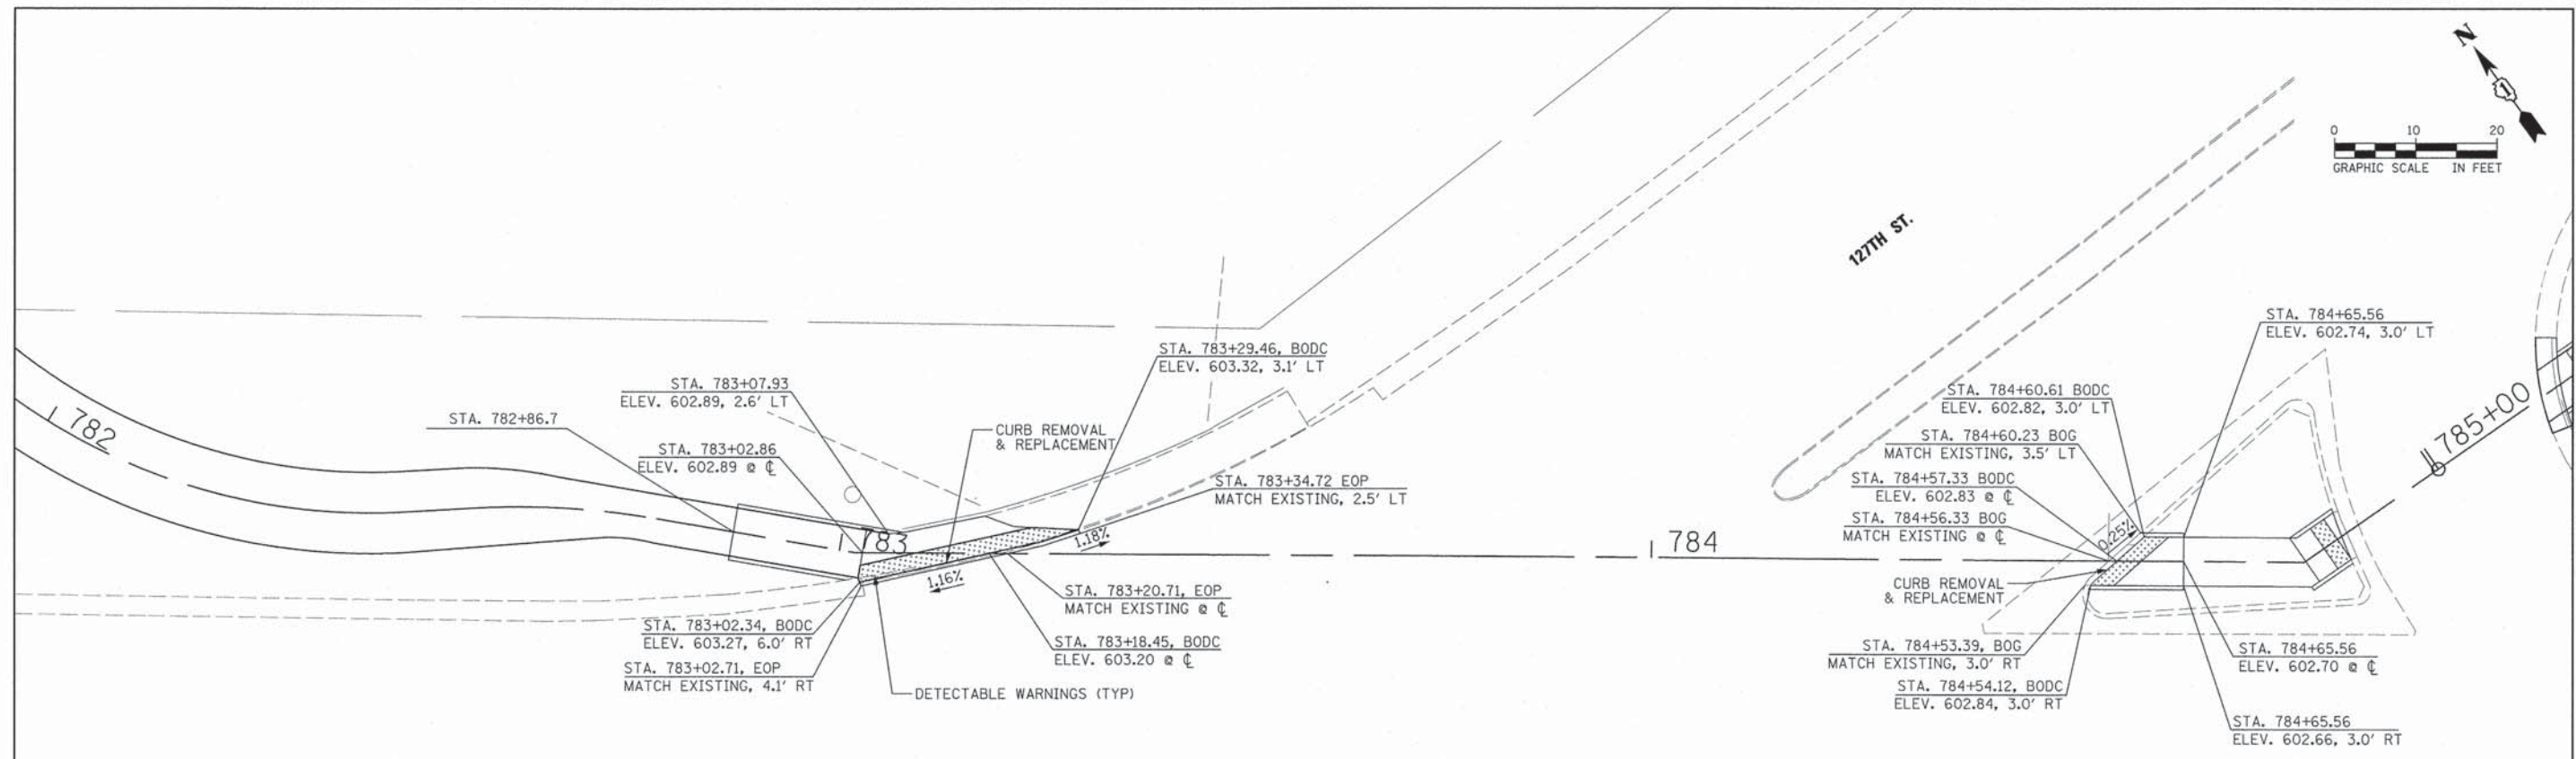 N
1
0 10 20
GRAPHIC SCALE IN FEET
127TH ST.
STA. 784+65.56
ELEV. 602.74, 3.0' LT
STA. 783+29.46, BODC
ELEV. 603.32, 3.1' LT
STA. 783+07.93
ELEV. 602.89, 2.6' LT
STA. 782+86.7
STA. 783+02.86
ELEV. 602.89 @ ℄
CURB REMOVAL
& REPLACEMENT
STA. 783+34.72 EOP
MATCH EXISTING, 2.5' LT
STA. 784+60.61 BODC
ELEV. 602.82, 3.0' LT
STA. 784+60.23 BOG
MATCH EXISTING, 3.5' LT
STA. 784+57.33 BODC
ELEV. 602.83 @ ℄
STA. 784+56.33 BOG
MATCH EXISTING @ ℄
782
783
784
785+00
1.18%
1.16%
0.25%
CURB REMOVAL
& REPLACEMENT
STA. 783+20.71, EOP
MATCH EXISTING @ ℄
STA. 783+02.34, BODC
ELEV. 603.27, 6.0' RT
STA. 783+18.45, BODC
ELEV. 603.20 @ ℄
STA. 783+02.71, EOP
MATCH EXISTING, 4.1' RT
DETECTABLE WARNINGS (TYP)
STA. 784+53.39, BOG
MATCH EXISTING, 3.0' RT
STA. 784+54.12, BODC
ELEV. 602.84, 3.0' RT
STA. 784+65.56
ELEV. 602.70 @ ℄
STA. 784+65.56
ELEV. 602.66, 3.0' RT